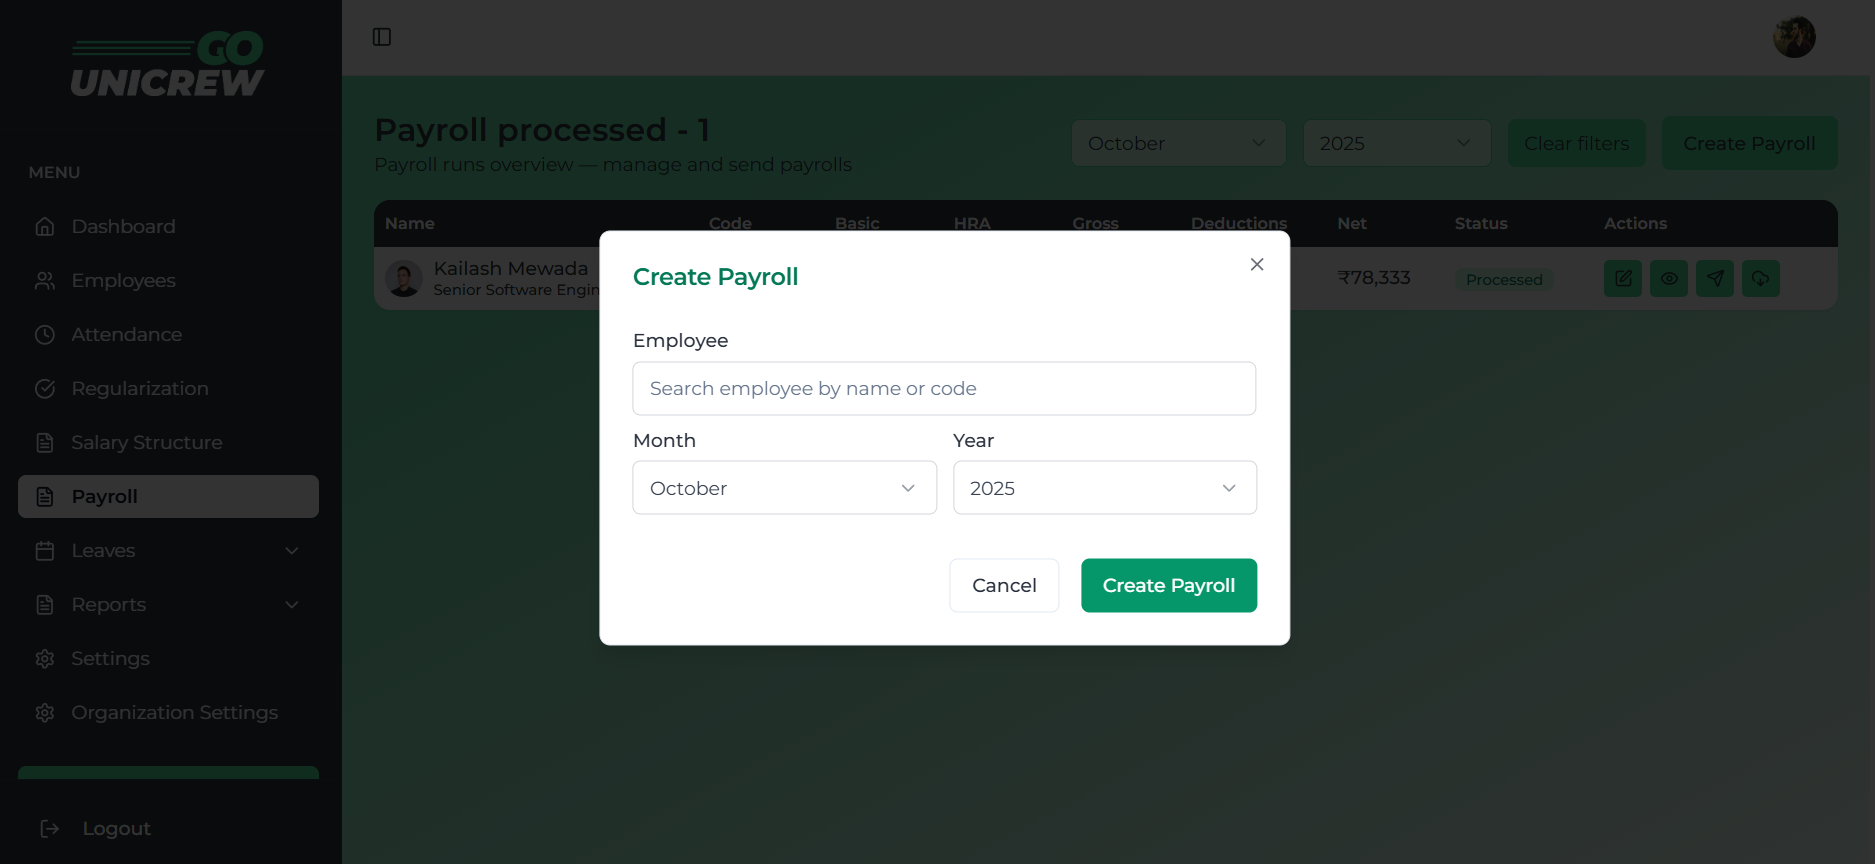 GO
UNICREW
MENU
Dashboard
Employees
Attendance
Regularization
Salary Structure
Payroll
Leaves
Reports
Settings
Organization Settings
Logout
Payroll processed - 1
Payroll runs overview — manage and send payrolls
October
2025
Clear filters
Create Payroll
Name Code Basic HRA Gross Deductions Net Status Actions
Kailash Mewada
Senior Software Engin
₹78,333
Processed
Create Payroll
Employee
Search employee by name or code
Month Year
October 2025
Cancel Create Payroll